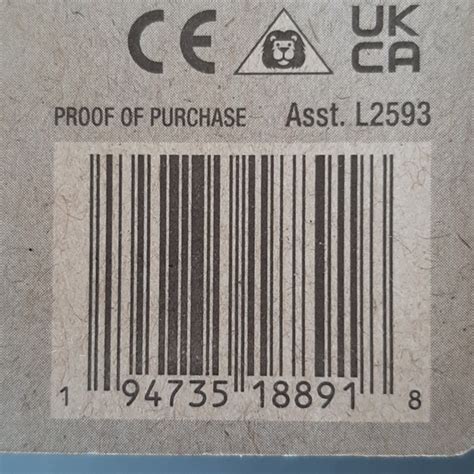 CE UK
CA
PROOF OF PURCHASE Asst. L2593
1 94735 18891 8